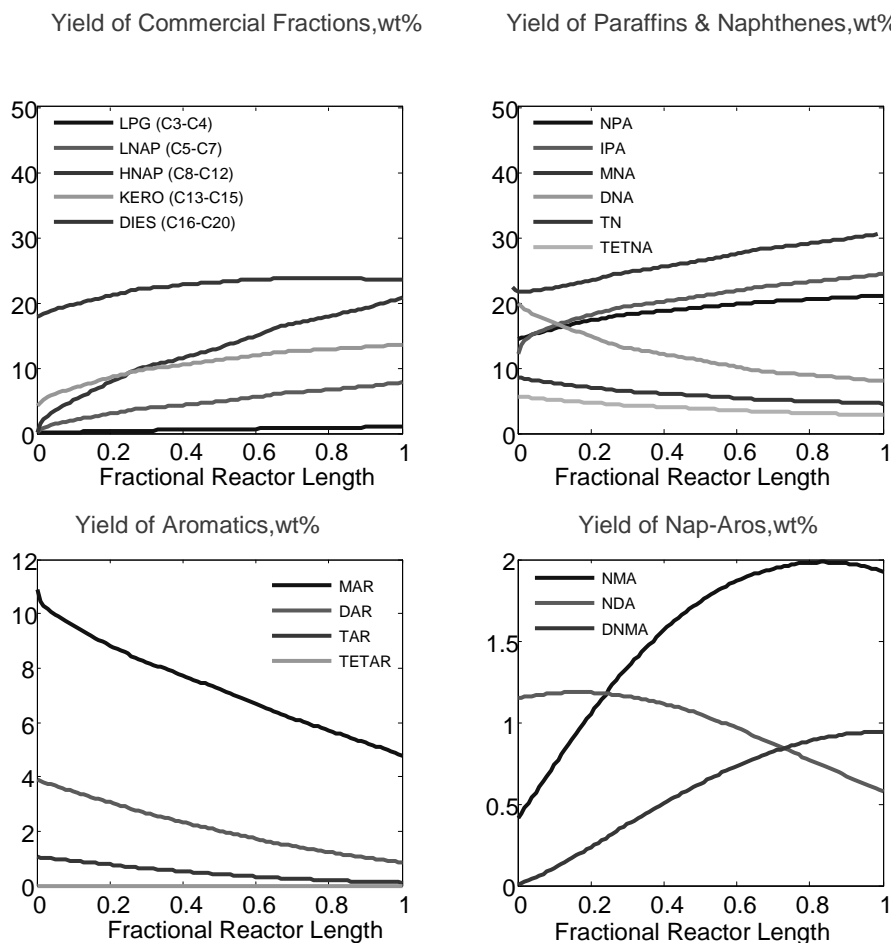 Yield of Commercial Fractions,wt%
50
40
30
20
10
0
LPG (C3-C4)
LNAP (C5-C7)
HNAP (C8-C12)
KERO (C13-C15)
DIES (C16-C20)
0 0.2 0.4 0.6 0.8 1
Fractional Reactor Length
Yield of Paraffins & Naphthenes,wt%
50
40
30
20
10
0
NPA
IPA
MNA
DNA
TN
TETNA
0 0.2 0.4 0.6 0.8 1
Fractional Reactor Length
Yield of Aromatics,wt%
12
10
8
6
4
2
0
MAR
DAR
TAR
TETAR
0 0.2 0.4 0.6 0.8 1
Fractional Reactor Length
Yield of Nap-Aros,wt%
2
1.5
1
0.5
0
NMA
NDA
DNMA
0 0.2 0.4 0.6 0.8 1
Fractional Reactor Length